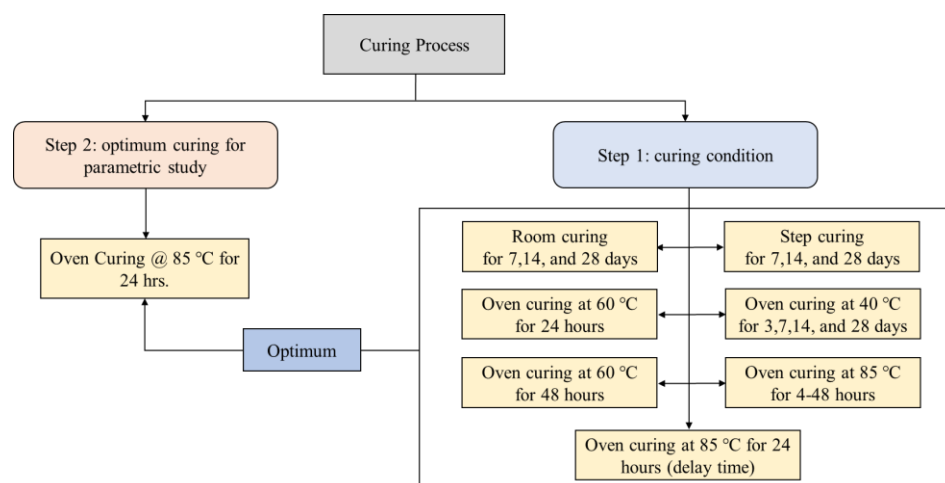 Curing Process
Step 2: optimum curing for
parametric study
Step 1: curing condition
Oven Curing @ 85 ℃ for
24 hrs.
Room curing
for 7,14, and 28 days
Step curing
for 7,14, and 28 days
Oven curing at 60 ℃
for 24 hours
Oven curing at 40 ℃
for 3,7,14, and 28 days
Optimum
Oven curing at 60 ℃
for 48 hours
Oven curing at 85 ℃
for 4-48 hours
Oven curing at 85 ℃ for 24
hours (delay time)